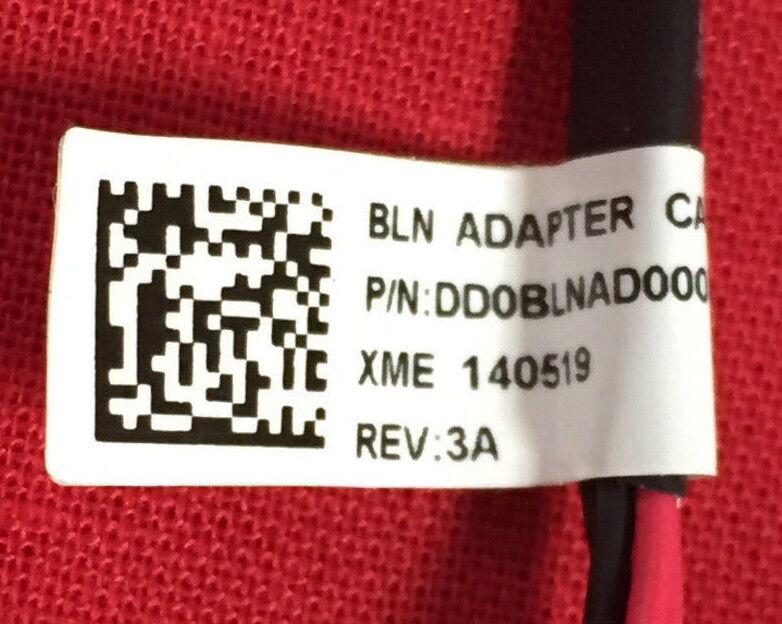 BLN ADAPTER CA
P/N:DD0BLNAD000
XME 140519
REV:3A